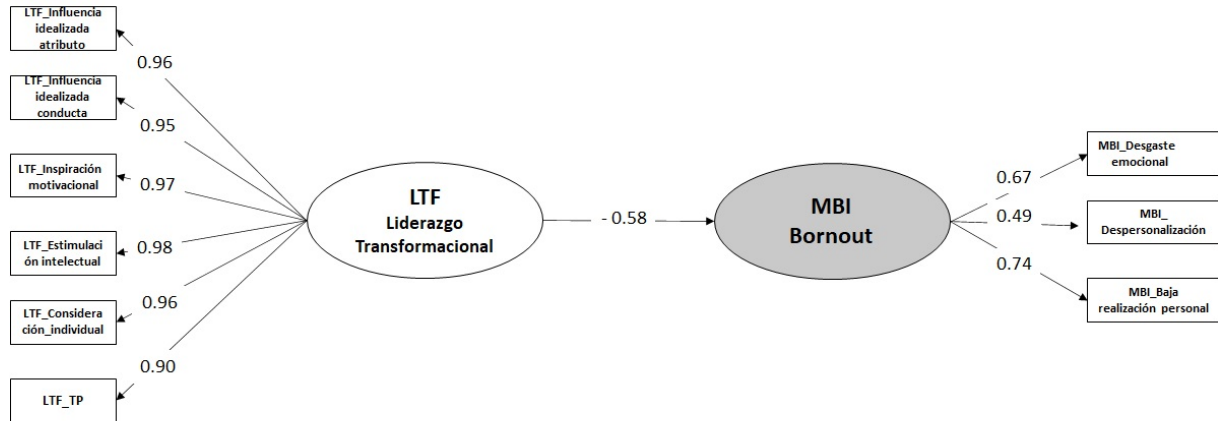 LTF_Influencia
idealizada
atributo
0.96
LTF_Influencia
idealizada
conducta
0.95
LTF_Inspiración
motivacional
0.97
LTF_Estimulaci
ón intelectual
0.98
LTF_Considera
ción_individual
0.96
LTF_TP
0.90
LTF
Liderazgo
Transformacional
- 0.58
MBI
Bornout
0.67
MBI_Desgaste
emocional
0.49
MBI_
Despersonalización
0.74
MBI_Baja
realización personal